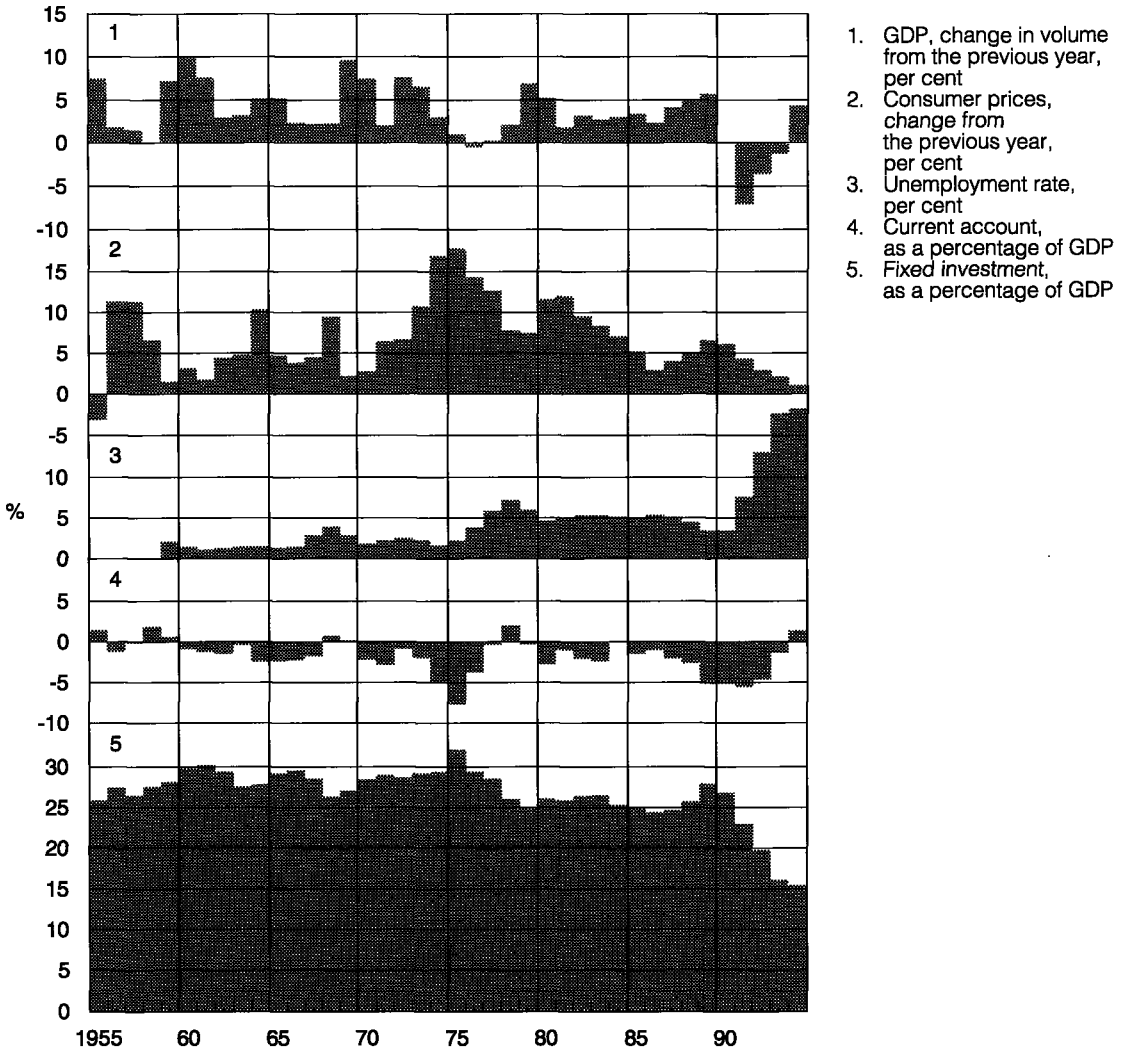 15
1
10
5
0
-5
-10
2
15
10
5
0
-5
3
10
%
5
0
4
5
0
-5
-10
5
30
25
20
15
10
5
0
1955 60 65 70 75 80 85 90
1. GDP, change in volume
from the previous year,
per cent
2. Consumer prices,
change from
the previous year,
per cent
3. Unemployment rate,
per cent
4. Current account,
as a percentage of GDP
5. Fixed investment,
as a percentage of GDP